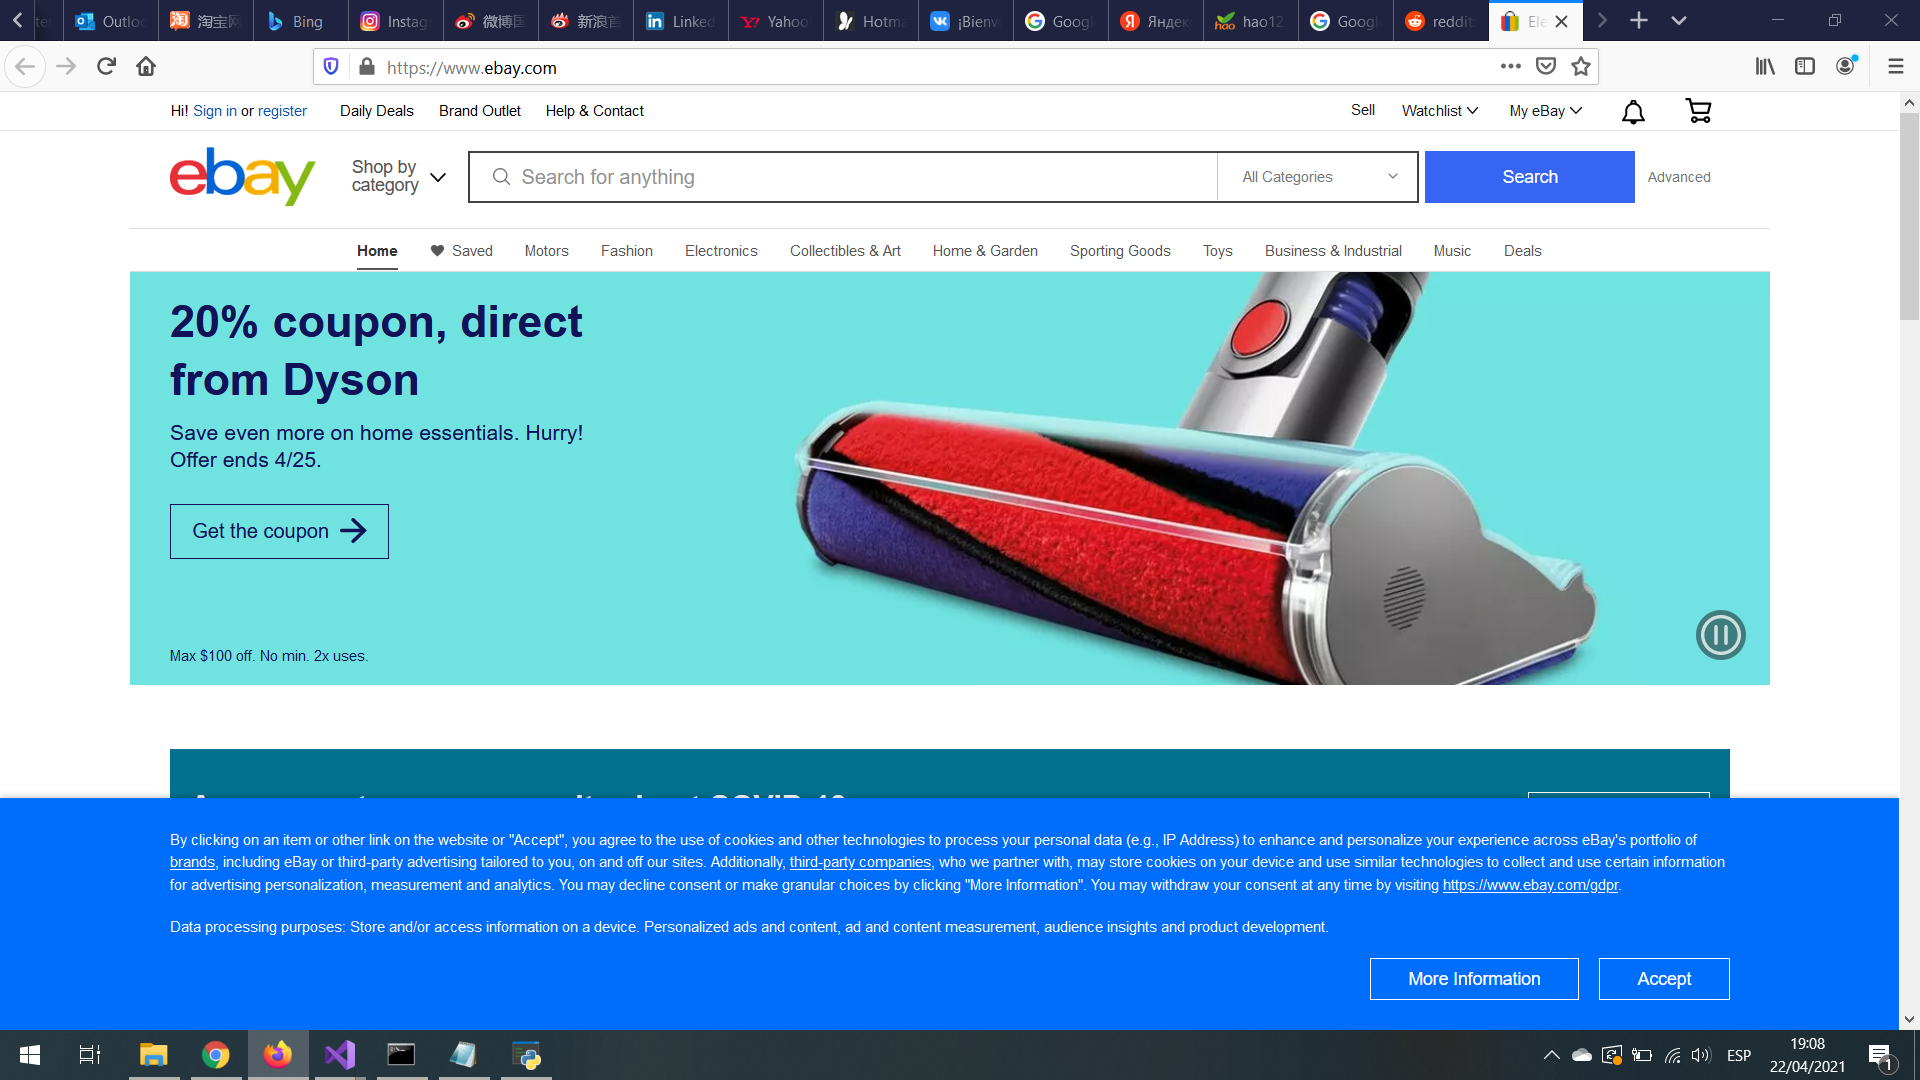 Outlo
淘宝网
Bing
Instag
微博国
新浪首
Linked
Yahoo
Hotma
¡Bienv
Googl
Яндекс
hao12
Googl
reddit
Ele
https://www.ebay.com
Hi! Sign in or register
Daily Deals
Brand Outlet
Help & Contact
Sell
Watchlist
My eBay
ebay
Shop by
category
Search for anything
All Categories
Search
Advanced
Home
Saved
Motors
Fashion
Electronics
Collectibles & Art
Home & Garden
Sporting Goods
Toys
Business & Industrial
Music
Deals
20% coupon, direct
from Dyson
Save even more on home essentials. Hurry!
Offer ends 4/25.
Get the coupon
Max $100 off. No min. 2x uses.
By clicking on an item or other link on the website or "Accept", you agree to the use of cookies and other technologies to process your personal data (e.g., IP Address) to enhance and personalize your experience across eBay's portfolio of
brands, including eBay or third-party advertising tailored to you, on and off our sites. Additionally, third-party companies, who we partner with, may store cookies on your device and use similar technologies to collect and use certain information
for advertising personalization, measurement and analytics. You may decline consent or make granular choices by clicking "More Information". You may withdraw your consent at any time by visiting https://www.ebay.com/gdpr.
Data processing purposes: Store and/or access information on a device. Personalized ads and content, ad and content measurement, audience insights and product development.
More Information
Accept
ESP
19:08
22/04/2021
1